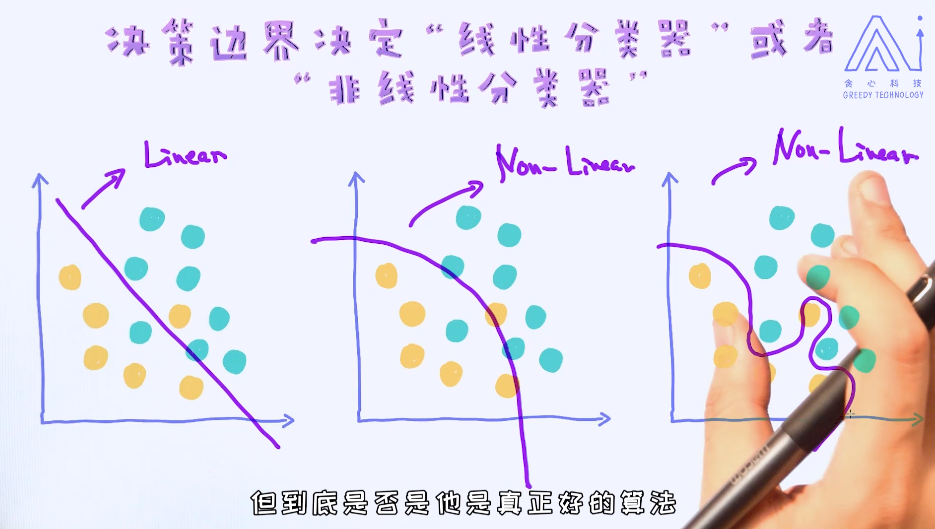 决策边界决定“线性分类器”或者
“非线性分类器”
贪心科技
GREEDY TECHNOLOGY
Linear
Non-Linear
Non-Linear
但到底是否是他是真正好的算法